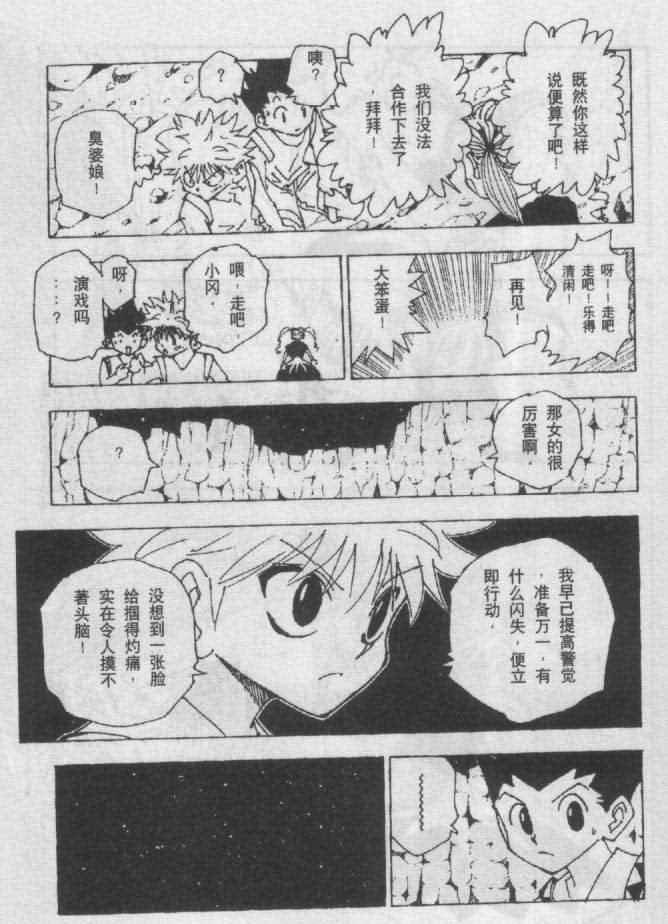 既然你这样
说便算了吧！
我们没法
合作下去了
，拜拜！
咦？
？
臭婆娘！
呀！！走吧
走吧！乐得
清闲！
再见！
大笨蛋！
喂，走吧，
小冈．
呀
演戏吗
……？
那女的很
厉害啊．
？
我早己提高警觉
，准备万一，有
什么闪失，便立
即行动．
没想到一张脸
给掴得灼痛，
实在令人摸不
著头脑！